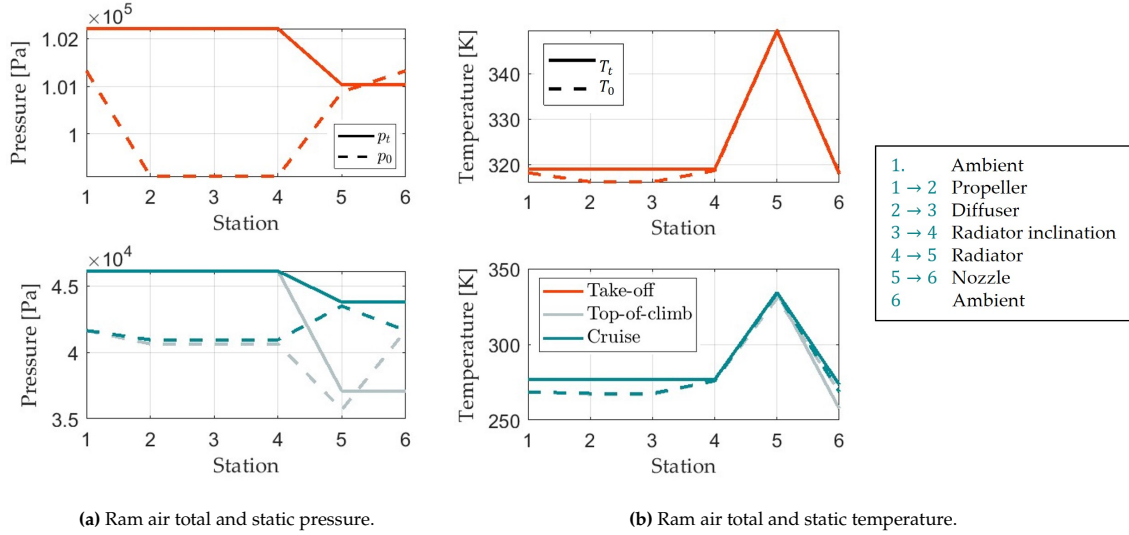 ×10⁵
1.02
1.01
1
Pressure [Pa]
p_t
p_0
1 2 3 4 5 6
Station
×10⁴
4.5
4
3.5
Pressure [Pa]
1 2 3 4 5 6
Station
(a) Ram air total and static pressure.
340
330
320
Temperature [K]
T_t
T_0
1 2 3 4 5 6
Station
350
300
250
Temperature [K]
Take-off
Top-of-climb
Cruise
1 2 3 4 5 6
Station
(b) Ram air total and static temperature.
1. Ambient
1 → 2 Propeller
2 → 3 Diffuser
3 → 4 Radiator inclination
4 → 5 Radiator
5 → 6 Nozzle
6 Ambient